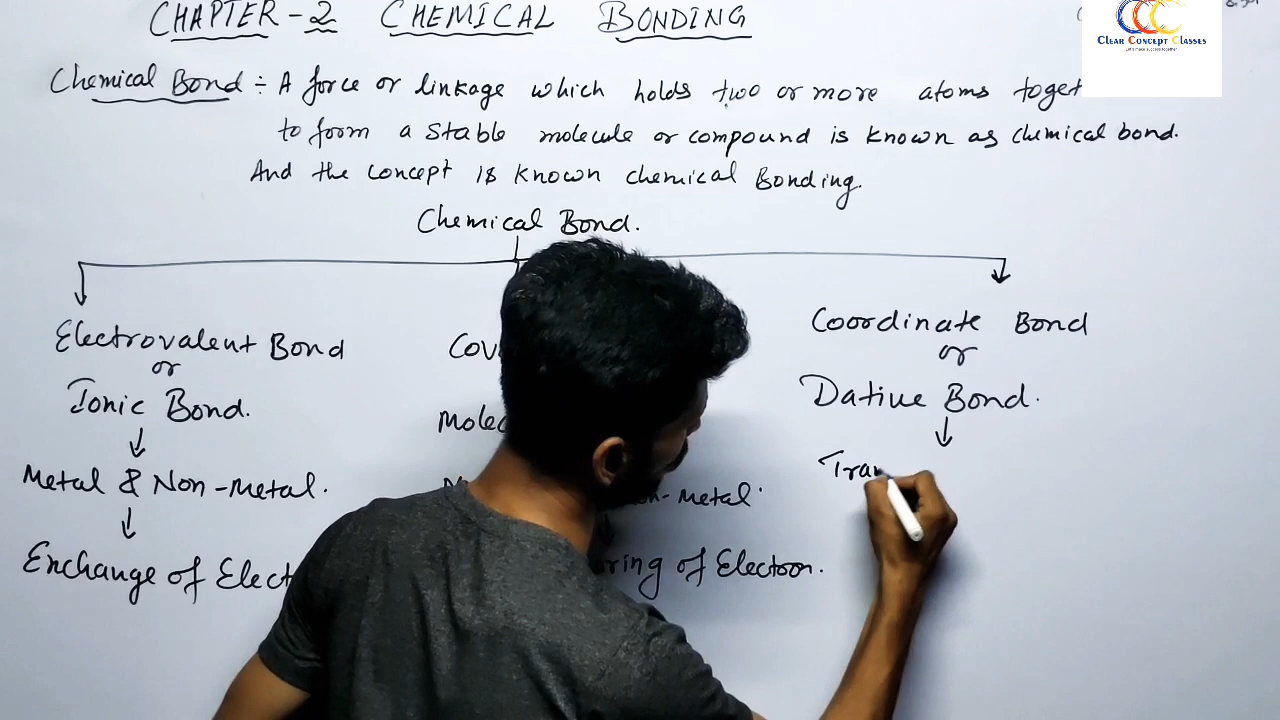 CHAPTER-2 CHEMICAL BONDING
CLEAR CONCEPT CLASSES
Chemical Bond ÷ A force or linkage which holds two or more atoms toget
to form a stable molecule or compound is known as chemical bond.
And the concept is known chemical Bonding.
Chemical Bond.
Electrovalent Bond
or
Ionic Bond.
Metal & Non-Metal.
Exchange of Elect
Cov
Molec
on-Metal.
ring of Electron.
Coordinate Bond
or
Dative Bond.
Tran